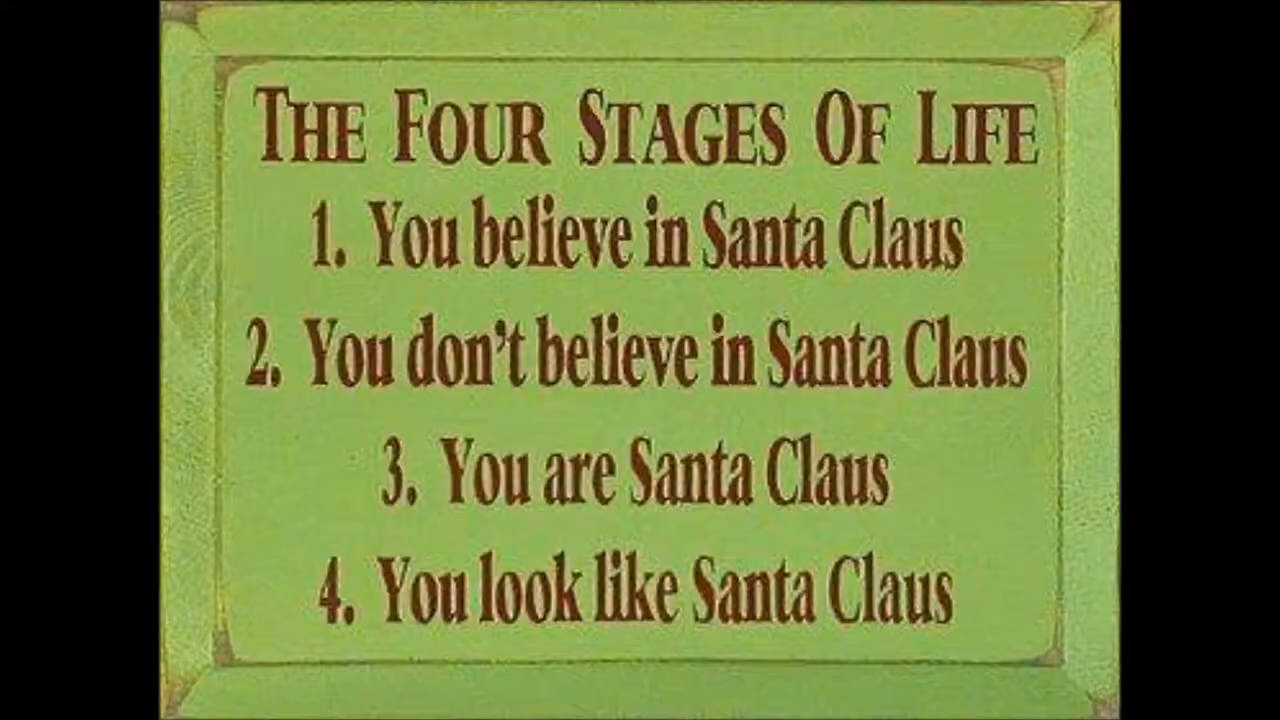 The Four Stages Of Life
1. You believe in Santa Claus
2. You don't believe in Santa Claus
3. You are Santa Claus
4. You look like Santa Claus